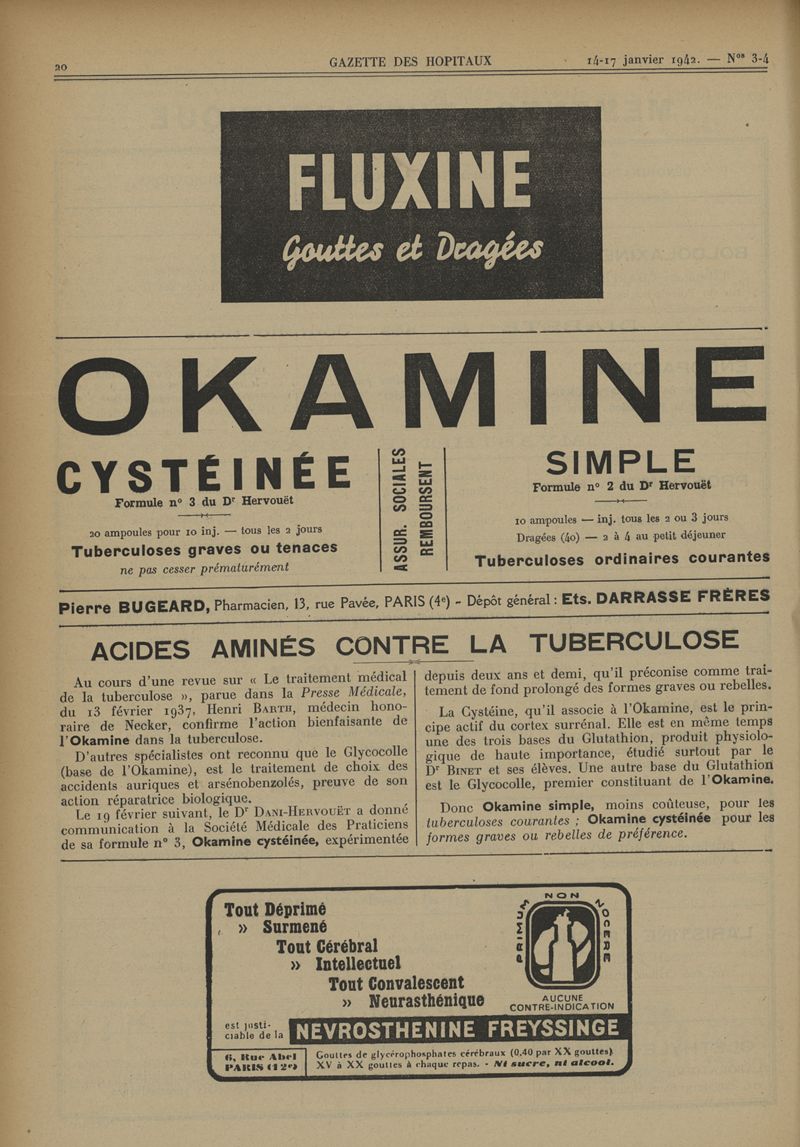 20
GAZETTE DES HOPITAUX
14-17 janvier 1942. — Nos 3-4
FLUXINE
Gouttes et Dragées
OKAMINE
CYSTÉINÉE
Formule n° 3 du Dr Hervouët
20 ampoules pour 10 inj. — tous les 2 jours
Tuberculoses graves ou tenaces
ne pas cesser prématurément
ASSUR. SOCIALES
REMBOURSENT
SIMPLE
Formule n° 2 du Dr Hervouët
10 ampoules — inj. tous les 2 ou 3 jours
Dragées (40) — 2 à 4 au petit déjeuner
Tuberculoses ordinaires courantes
Pierre BUGEARD, Pharmacien, 13, rue Pavée, PARIS (4e) - Dépôt général : Ets. DARRASSE FRÈRES
ACIDES AMINÉS CONTRE LA TUBERCULOSE
Au cours d'une revue sur « Le traitement médical
de la tuberculose », parue dans la Presse Médicale,
du 13 février 1937, Henri BARTH, médecin hono-
raire de Necker, confirme l'action bienfaisante de
l'Okamine dans la tuberculose.
D'autres spécialistes ont reconnu que le Glycocolle
(base de l'Okamine), est le traitement de choix des
accidents auriques et arsénobenzolés, preuve de son
action réparatrice biologique.
Le 19 février suivant, le Dr DANI-HERVOUËT a donné
communication à la Société Médicale des Praticiens
de sa formule n° 3, Okamine cystéinée, expérimentée
depuis deux ans et demi, qu'il préconise comme trai-
tement de fond prolongé des formes graves ou rebelles.
La Cystéine, qu'il associe à l'Okamine, est le prin-
cipe actif du cortex surrénal. Elle est en même temps
une des trois bases du Glutathion, produit physiolo-
gique de haute importance, étudié surtout par le
Dr BINET et ses élèves. Une autre base du Glutathion
est le Glycocolle, premier constituant de l'Okamine.
Donc Okamine simple, moins coûteuse, pour les
tuberculoses courantes ; Okamine cystéinée pour les
formes graves ou rebelles de préférence.
Tout Déprimé
» Surmené
Tout Cérébral
» Intellectuel
Tout Convalescent
» Neurasthénique
PRIMUM NON NOCERE
AUCUNE
CONTRE-INDICATION
est justi-
ciable de la
NÉVROSTHÉNINE FREYSSINGE
6, Rue Abel
PARIS (12e)
Gouttes de glycérophosphates cérébraux (0,40 par XX gouttes)
XV à XX gouttes à chaque repas. - Ni sucre, ni alcool.